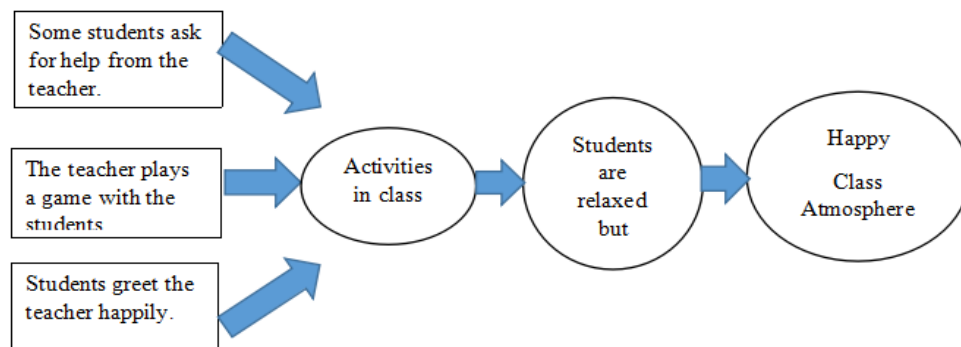 Some students ask
for help from the
teacher.
The teacher plays
a game with the
students
Students greet the
teacher happily.
Activities
in class
Students
are
relaxed
but
Happy
Class
Atmosphere